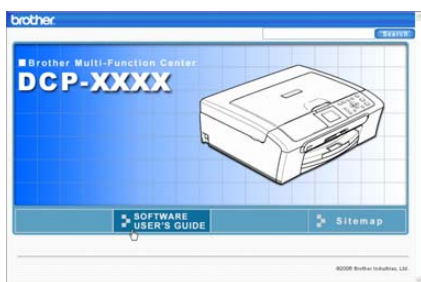 brother
Search
Brother Multi-Function Center
DCP-XXXX
SOFTWARE
USER'S GUIDE
Sitemap
©2006 Brother Industries, Ltd.